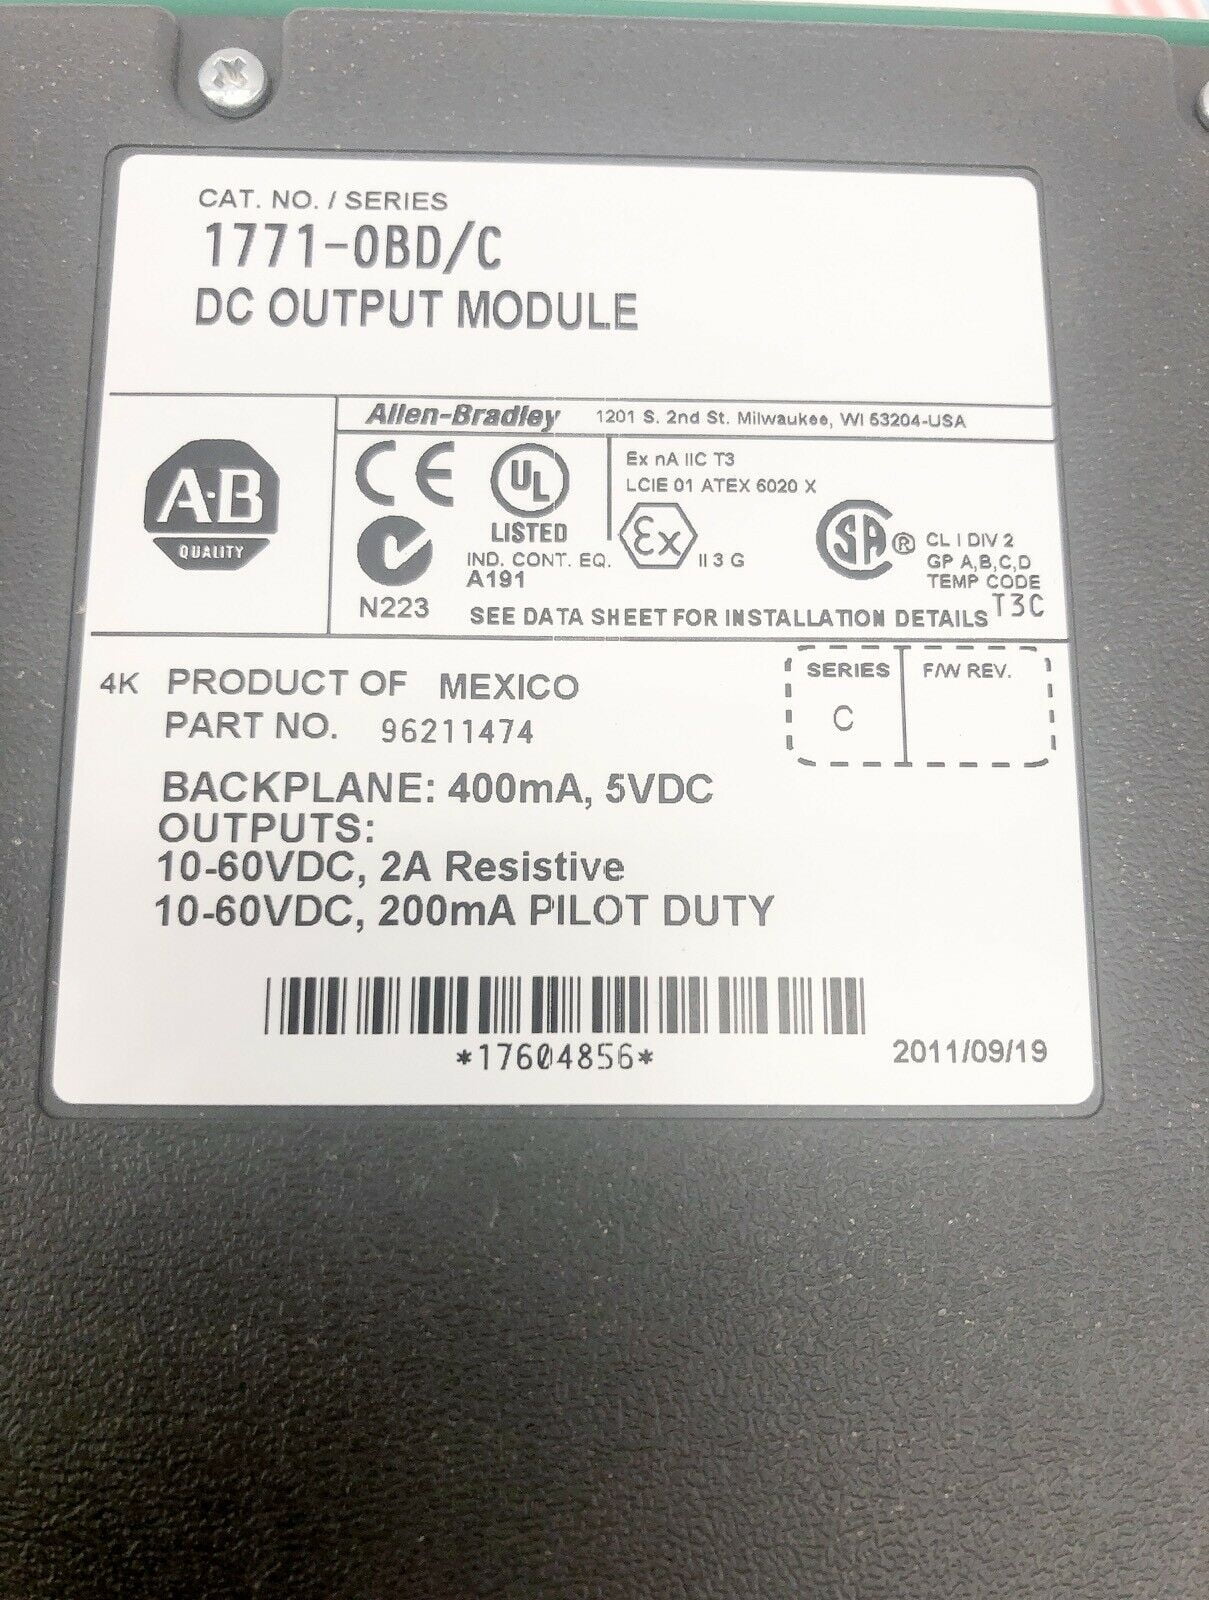 CAT. NO. / SERIES
1771-OBD/C
DC OUTPUT MODULE
Allen-Bradley 1201 S. 2nd St. Milwaukee, WI 53204-USA
A-B
QUALITY
CE
N223
UL
LISTED
IND. CONT. EQ.
A191
Ex nA IIC T3
LCIE 01 ATEX 6020 X
Ex II 3 G
SA ® CL I DIV 2
GP A,B,C,D
TEMP CODE
T3C
SEE DATA SHEET FOR INSTALLATION DETAILS
4K PRODUCT OF MEXICO
PART NO. 96211474
SERIES F/W REV.
C
BACKPLANE: 400mA, 5VDC
OUTPUTS:
10-60VDC, 2A Resistive
10-60VDC, 200mA PILOT DUTY
*17604856*
2011/09/19